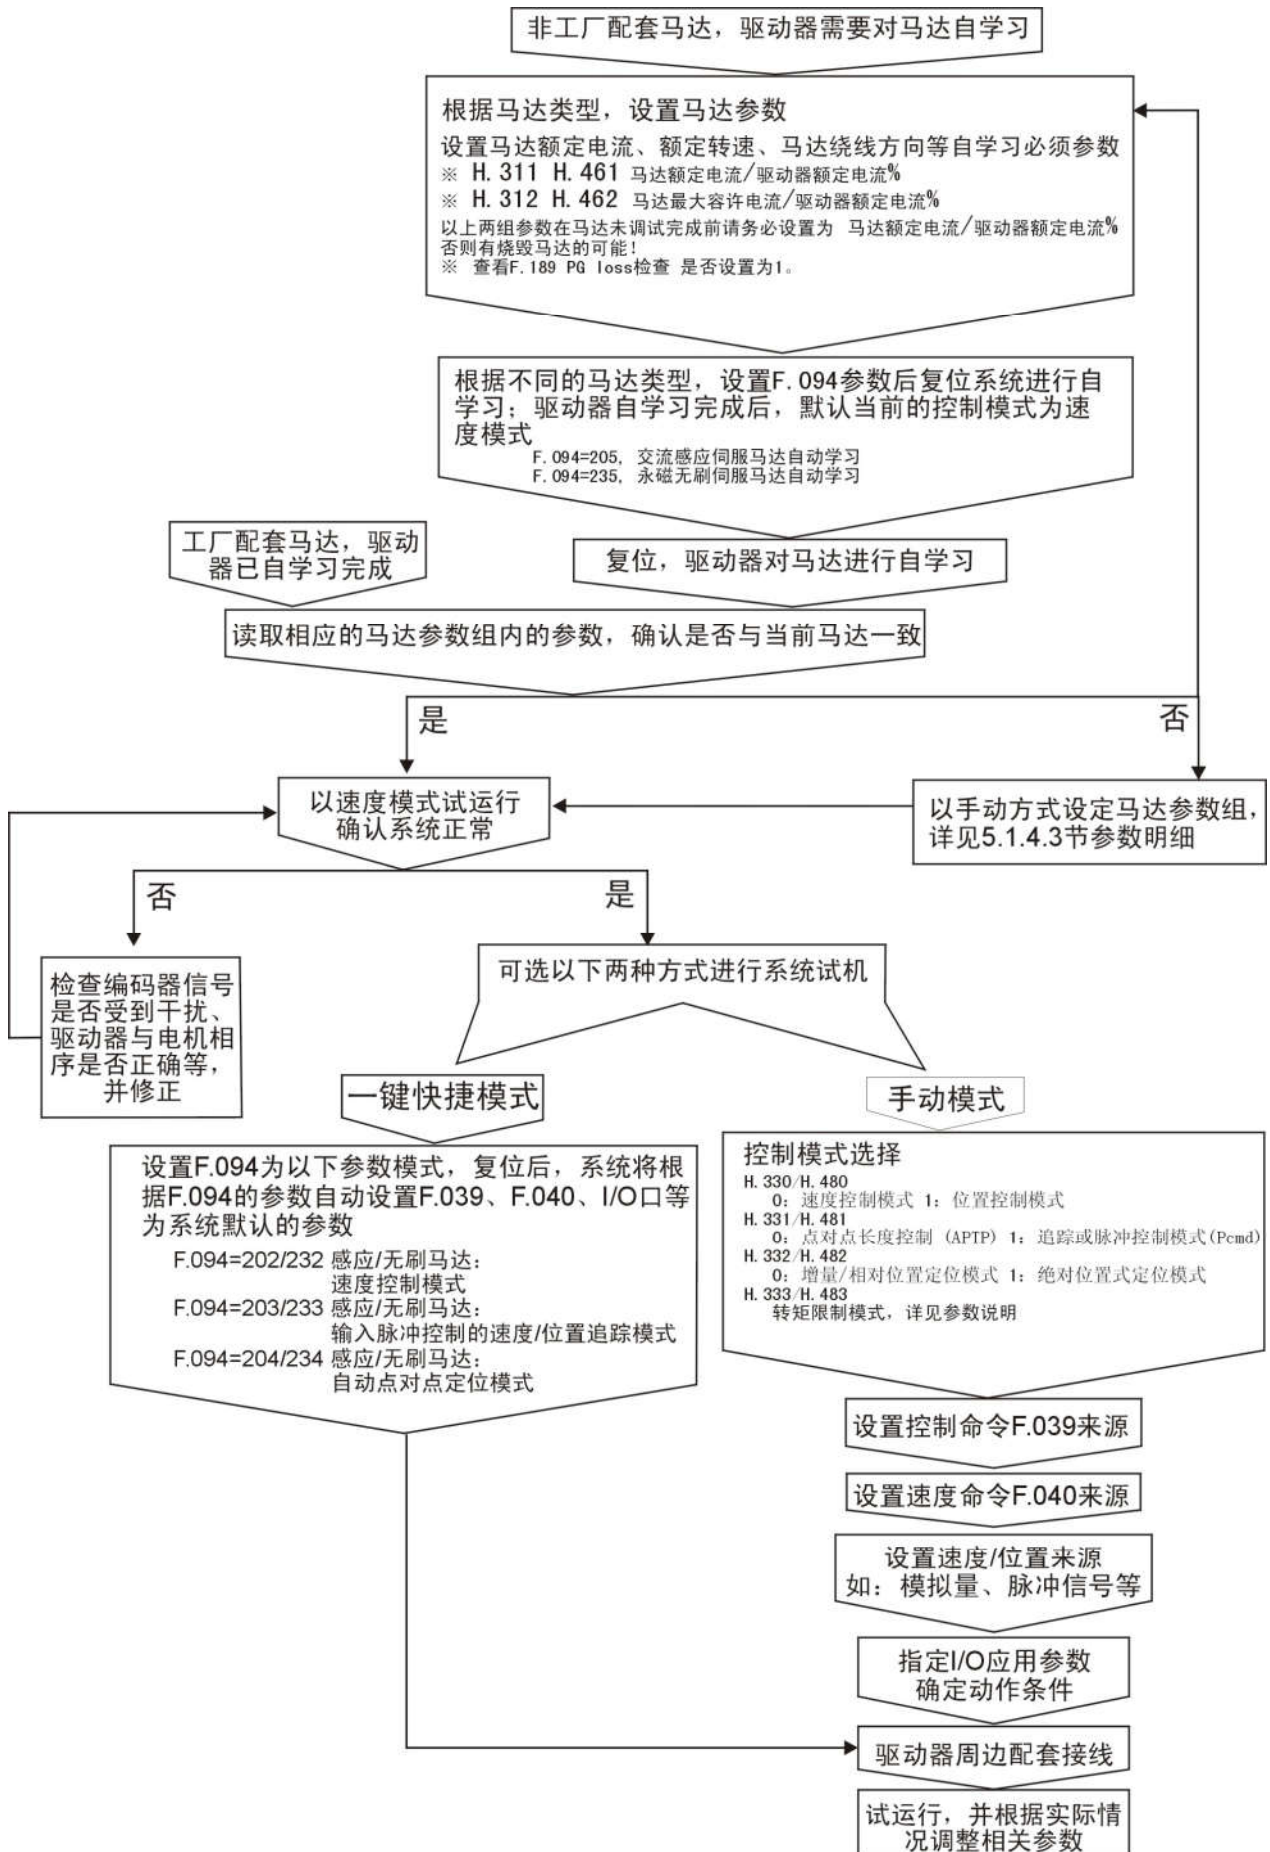 非工厂配套马达，驱动器需要对马达自学习
根据马达类型，设置马达参数
设置马达额定电流、额定转速、马达绕线方向等自学习必须参数
※ H.311 H.461 马达额定电流/驱动器额定电流%
※ H.312 H.462 马达最大容许电流/驱动器额定电流%
以上两组参数在马达未调试完成前请务必设置为 马达额定电流/驱动器额定电流%
否则有烧毁马达的可能！
※ 查看F.189 PG loss检查 是否设置为1。
根据不同的马达类型，设置F.094参数后复位系统进行自
学习；驱动器自学习完成后，默认当前的控制模式为速
度模式
F.094=205, 交流感应伺服马达自动学习
F.094=235, 永磁无刷伺服马达自动学习
工厂配套马达，驱动
器已自学习完成
复位，驱动器对马达进行自学习
读取相应的马达参数组内的参数，确认是否与当前马达一致
是
否
以速度模式试运行
确认系统正常
以手动方式设定马达参数组，
详见5.1.4.3节参数明细
否
是
检查编码器信号
是否受到干扰、
驱动器与电机相
序是否正确等，
并修正
可选以下两种方式进行系统试机
一键快捷模式
手动模式
设置F.094为以下参数模式，复位后，系统将根
据F.094的参数自动设置F.039、F.040、I/O口等
为系统默认的参数
F.094=202/232 感应/无刷马达：
速度控制模式
F.094=203/233 感应/无刷马达：
输入脉冲控制的速度/位置追踪模式
F.094=204/234 感应/无刷马达：
自动点对点定位模式
控制模式选择
H.330/H.480
0：速度控制模式 1：位置控制模式
H.331/H.481
0：点对点长度控制 (APTP) 1：追踪或脉冲控制模式(Pcmd)
H.332/H.482
0：增量/相对位置定位模式 1：绝对位置式定位模式
H.333/H.483
转矩限制模式，详见参数说明
设置控制命令F.039来源
设置速度命令F.040来源
设置速度/位置来源
如：模拟量、脉冲信号等
指定I/O应用参数
确定动作条件
驱动器周边配套接线
试运行，并根据实际情
况调整相关参数